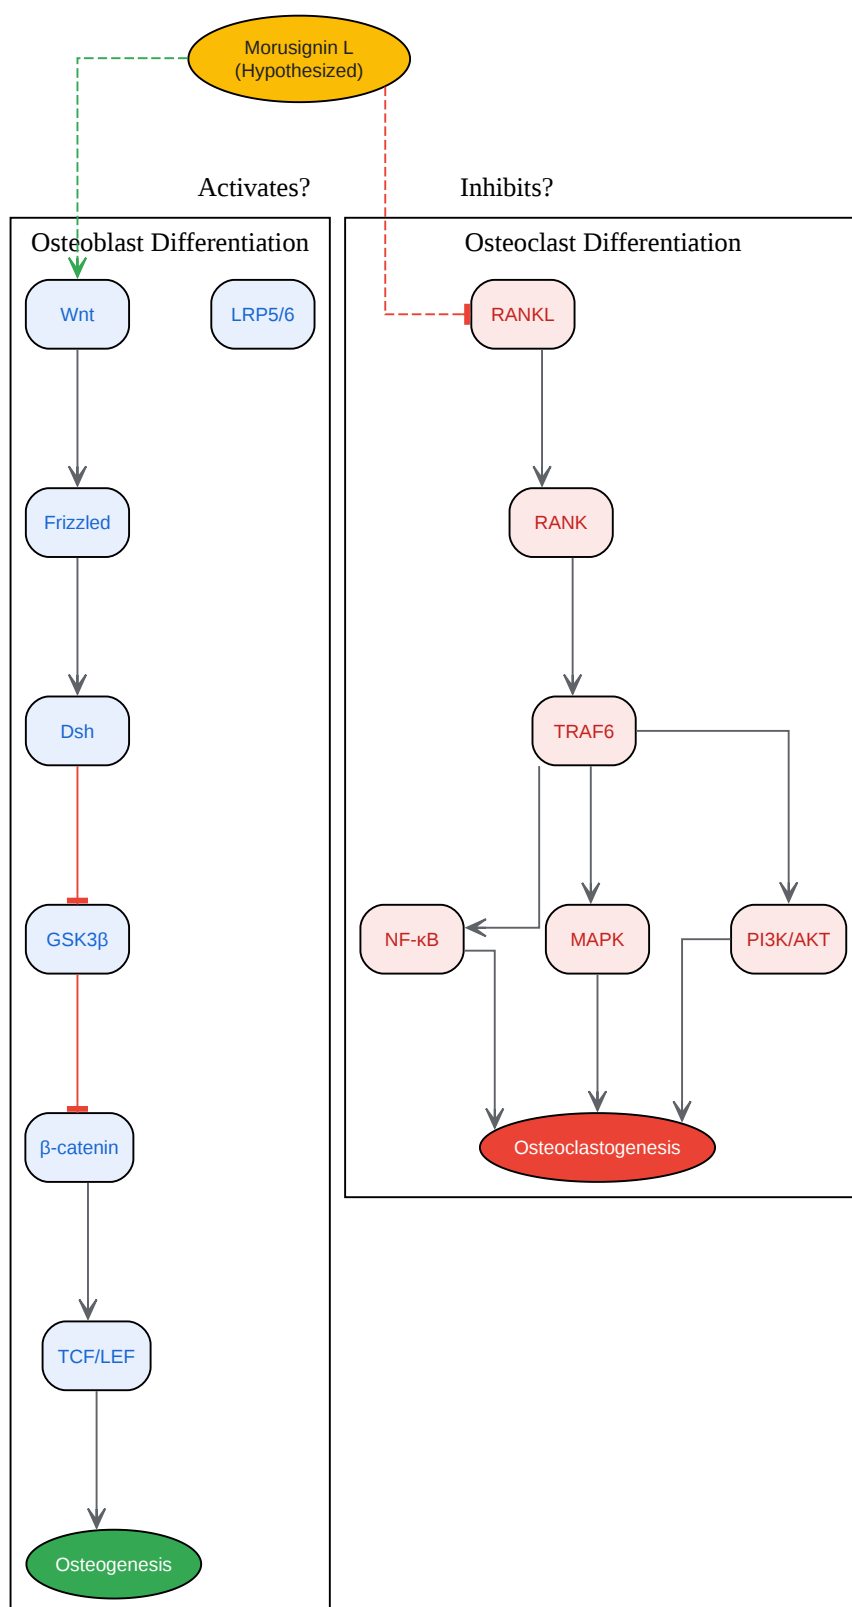 Morusignin L
(Hypothesized)
Activates?
Inhibits?
Osteoblast Differentiation
Osteoclast Differentiation
Wnt
LRP5/6
RANKL
Frizzled
RANK
Dsh
TRAF6
GSK3β
NF-κB
MAPK
PI3K/AKT
β-catenin
Osteoclastogenesis
TCF/LEF
Osteogenesis